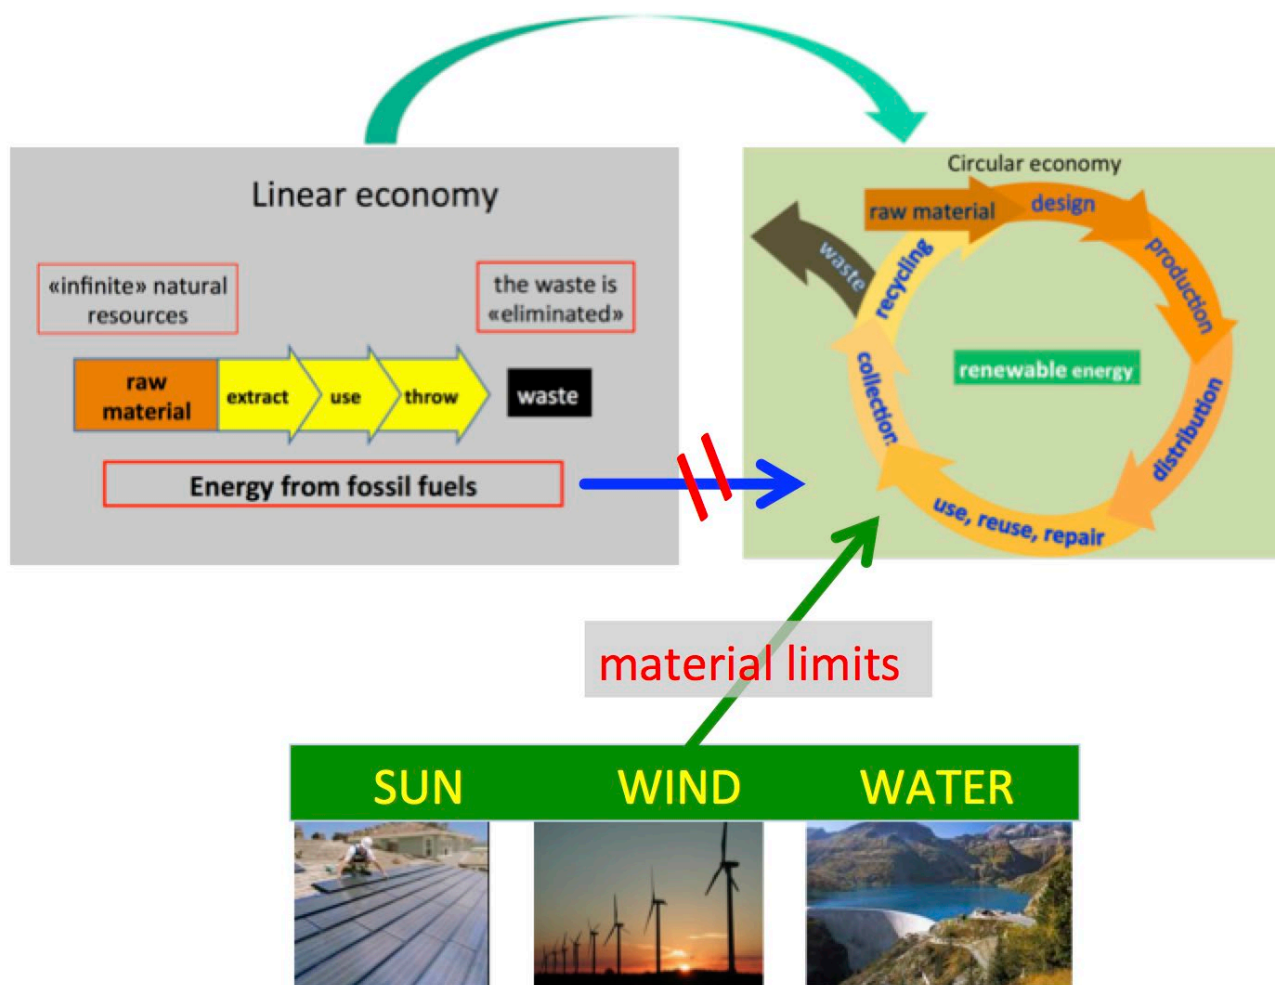 Linear economy
«infinite» natural
resources
the waste is
«eliminated»
raw
material
extract
use
throw
waste
Energy from fossil fuels
Circular economy
raw material
design
production
distribution
use, reuse, repair
collection
recycling
waste
renewable energy
material limits
SUN
WIND
WATER